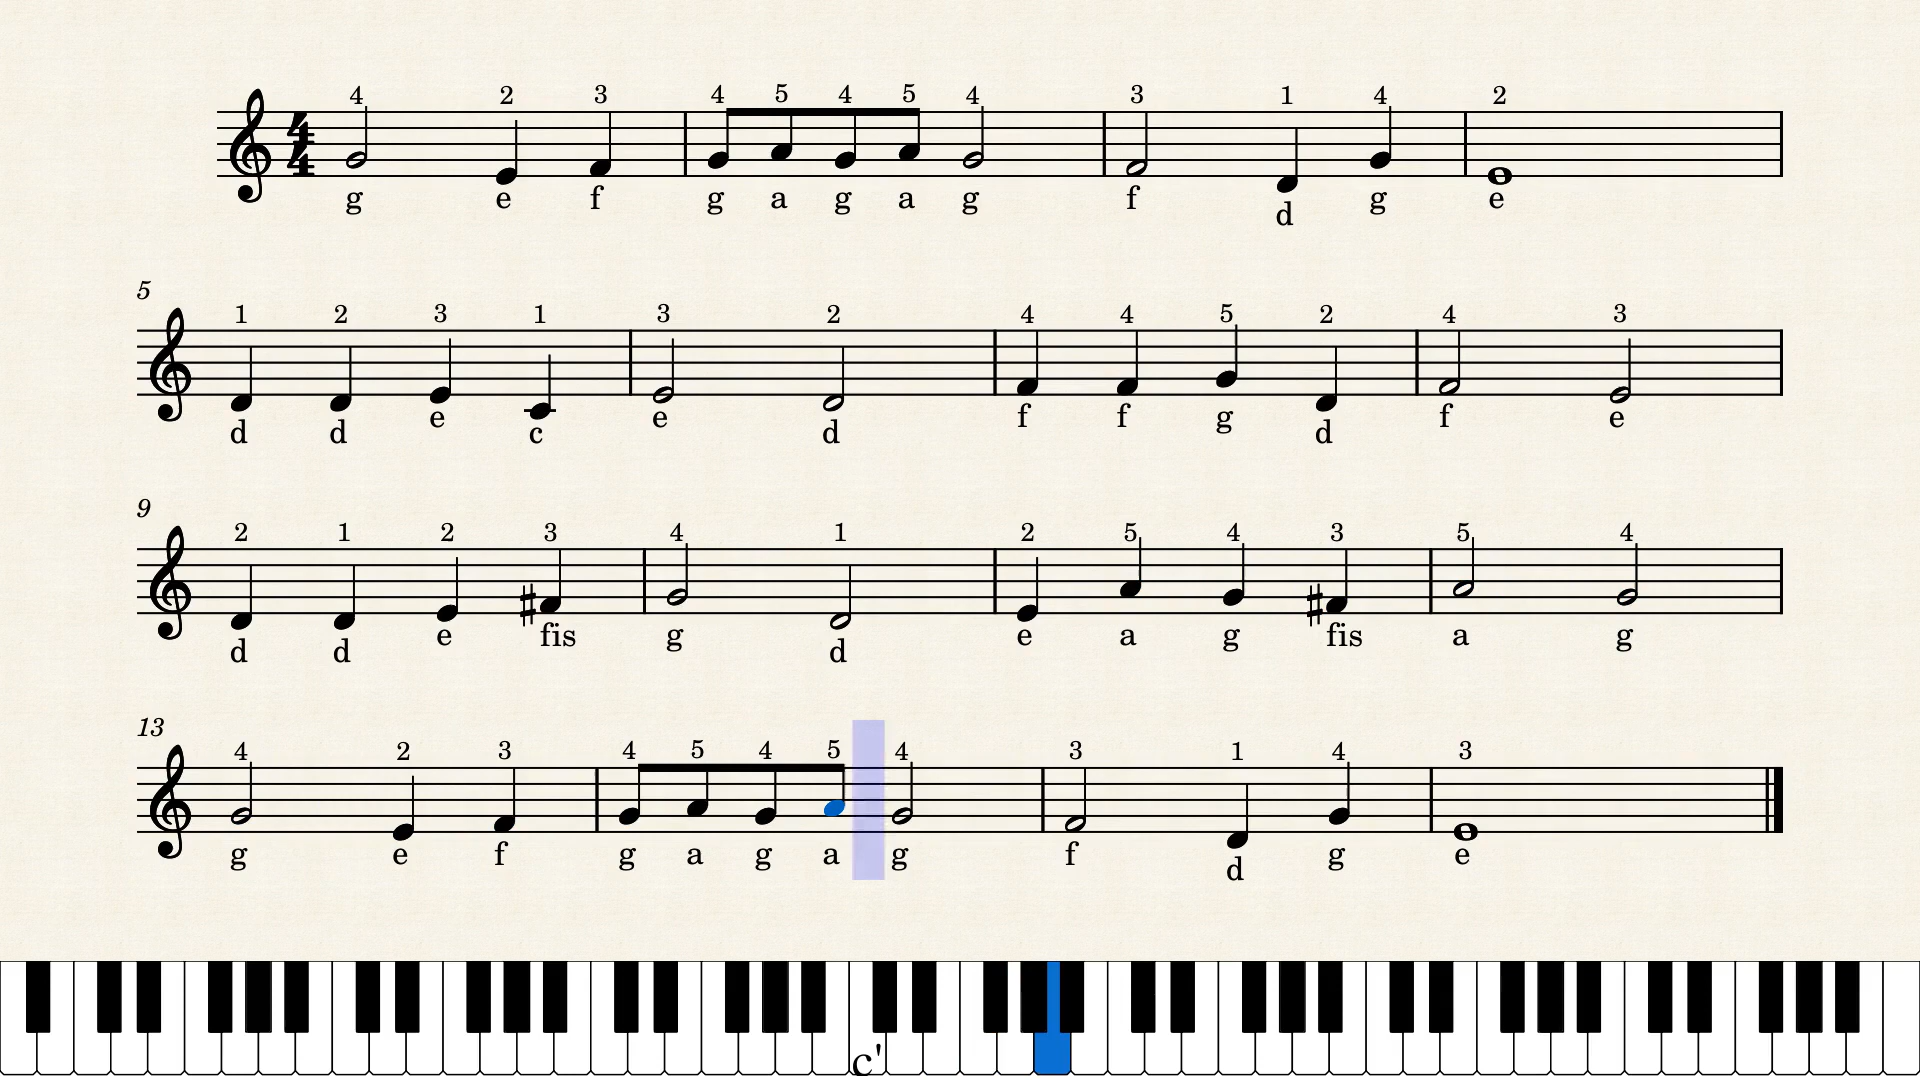 4 2 3 4 5 4 5 4 3 1 4 2
4
4
g e f g a g a g f d g e
5
1 2 3 1 3 2 4 4 5 2 4 3
d d e c e d f f g d f e
9
2 1 2 3 4 1 2 5 4 3 5 4
d d e fis g d e a g fis a g
13
4 2 3 4 5 4 5 4 3 1 4 3
g e f g a g a g f d g e
c'